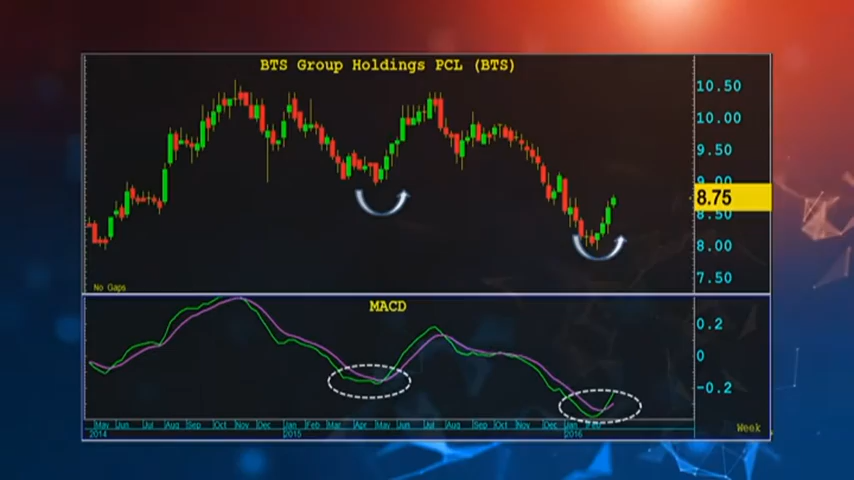 BTS Group Holdings PCL (BTS)
10.50
10.00
9.50
9.00
8.75
8.50
8.00
7.50
No Gaps
MACD
0.2
0
-0.2
May Jun Jul Aug Sep Oct Nov Dec Jan Feb Mar Apr May Jun Jul Aug Sep Oct Nov Dec Jan Feb
2014 2015 2016
Week